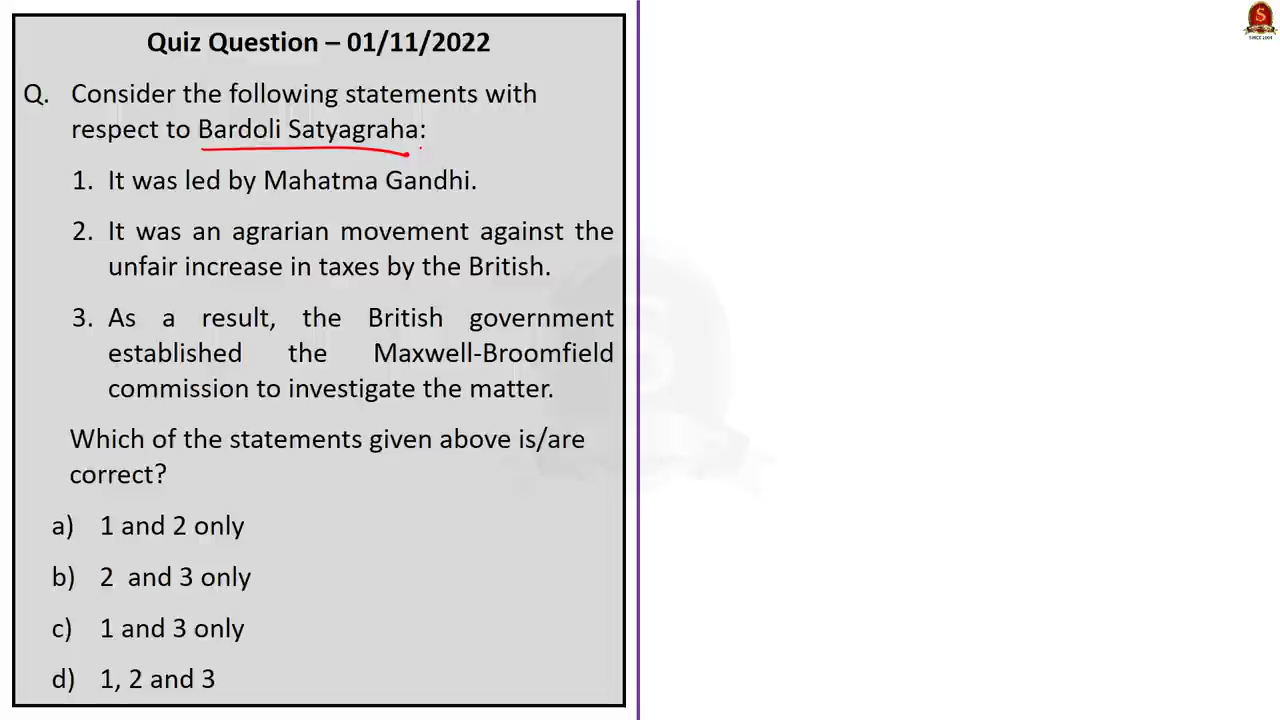 Quiz Question – 01/11/2022
Q. Consider the following statements with
respect to Bardoli Satyagraha:
1. It was led by Mahatma Gandhi.
2. It was an agrarian movement against the
unfair increase in taxes by the British.
3. As a result, the British government
established the Maxwell-Broomfield
commission to investigate the matter.
Which of the statements given above is/are
correct?
a) 1 and 2 only
b) 2 and 3 only
c) 1 and 3 only
d) 1, 2 and 3
S
SINCE 2004